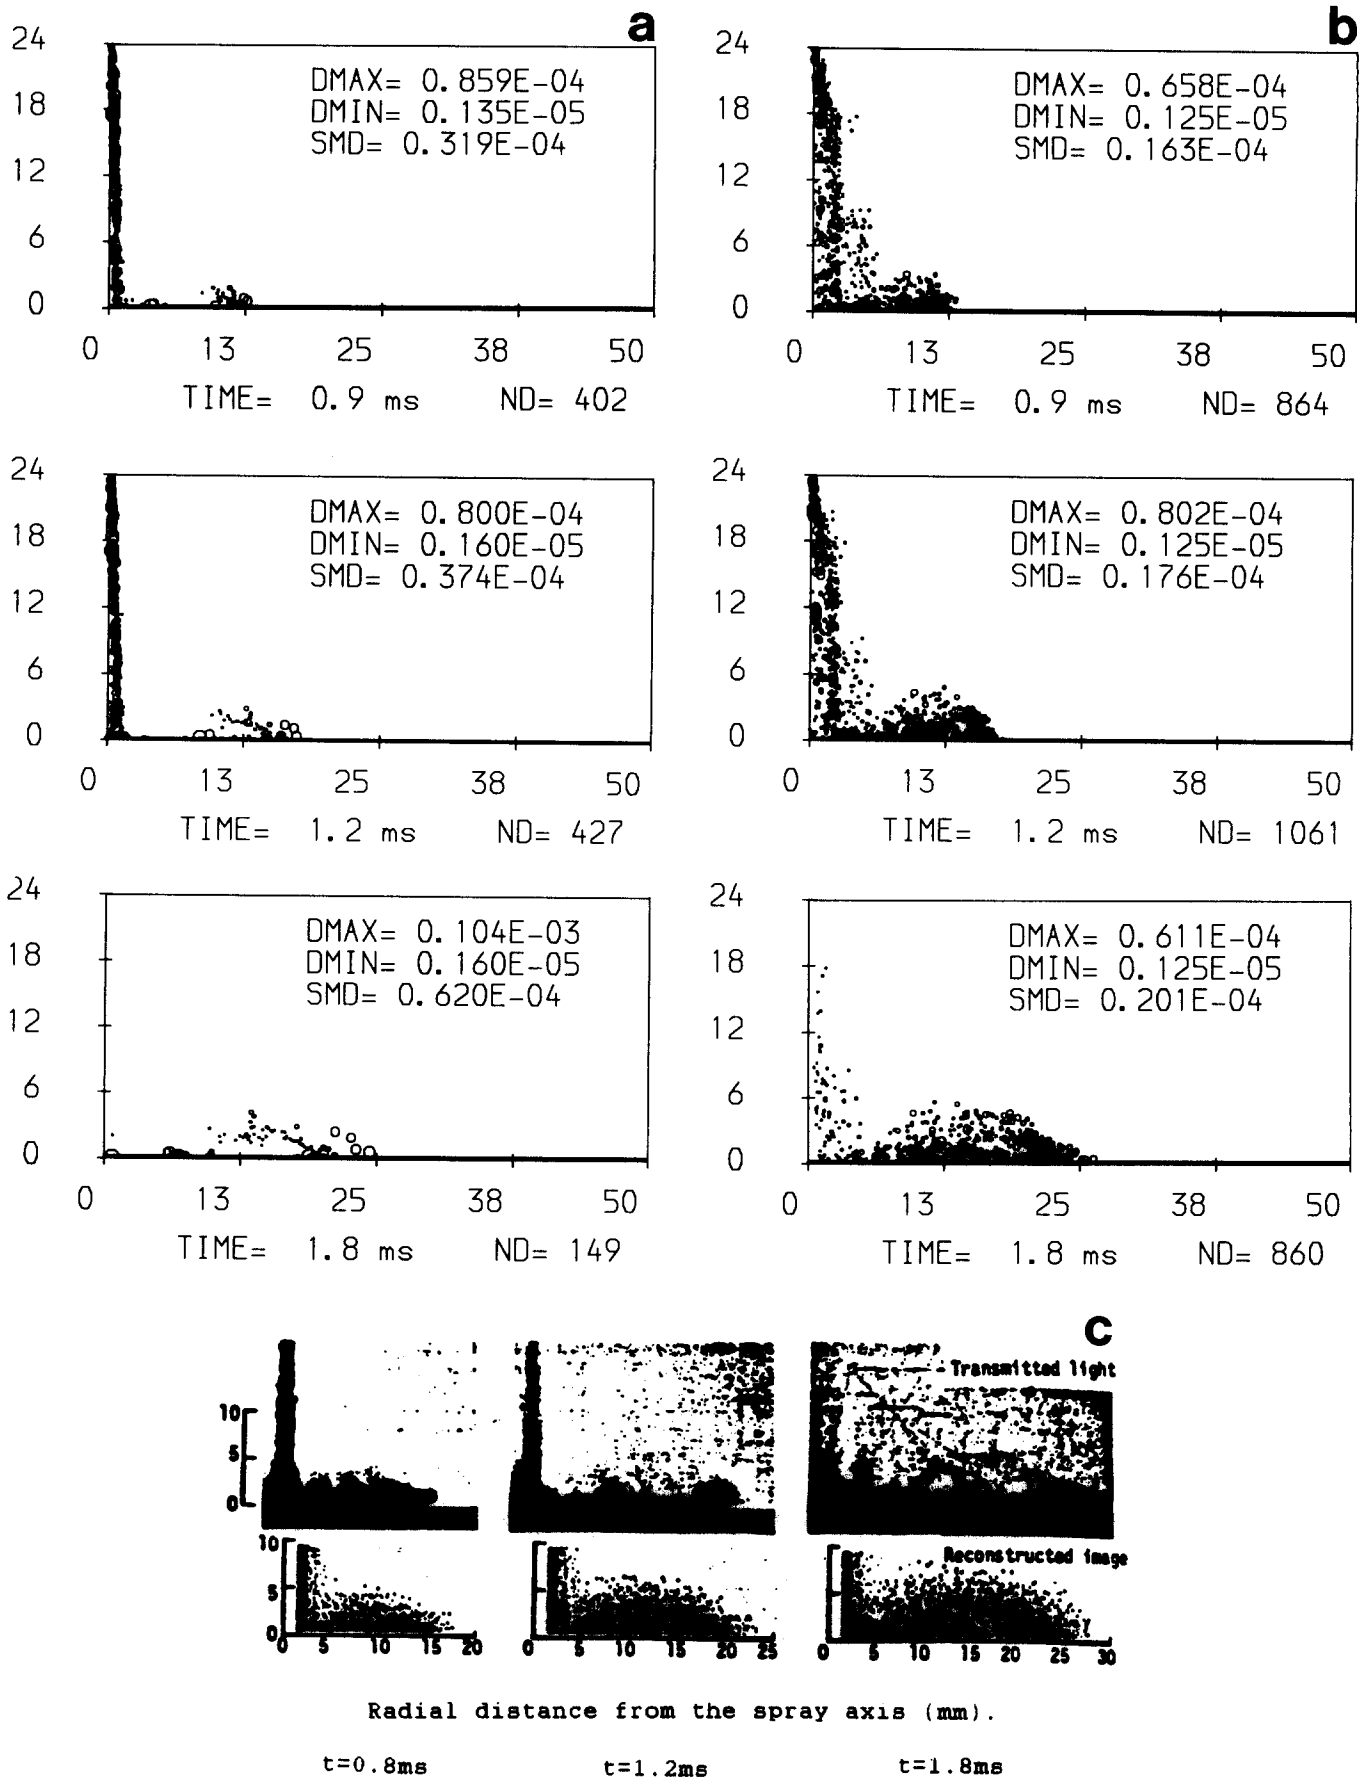 a
24
18
12
6
0
DMAX= 0.859E-04
DMIN= 0.135E-05
SMD= 0.319E-04
0 13 25 38 50
TIME= 0.9 ms ND= 402
b
24
18
12
6
0
DMAX= 0.658E-04
DMIN= 0.125E-05
SMD= 0.163E-04
0 13 25 38 50
TIME= 0.9 ms ND= 864
24
18
12
6
0
DMAX= 0.800E-04
DMIN= 0.160E-05
SMD= 0.374E-04
0 13 25 38 50
TIME= 1.2 ms ND= 427
24
18
12
6
0
DMAX= 0.802E-04
DMIN= 0.125E-05
SMD= 0.176E-04
0 13 25 38 50
TIME= 1.2 ms ND= 1061
24
18
12
6
0
DMAX= 0.104E-03
DMIN= 0.160E-05
SMD= 0.620E-04
0 13 25 38 50
TIME= 1.8 ms ND= 149
24
18
12
6
0
DMAX= 0.611E-04
DMIN= 0.125E-05
SMD= 0.201E-04
0 13 25 38 50
TIME= 1.8 ms ND= 860
c
Transmitted light
10
5
0
Reconstructed image
10
5
0
0 5 10 15 20
0 5 10 15 20 25
0 5 10 15 20 25 30
Radial distance from the spray axis (mm).
t=0.8ms t=1.2ms t=1.8ms